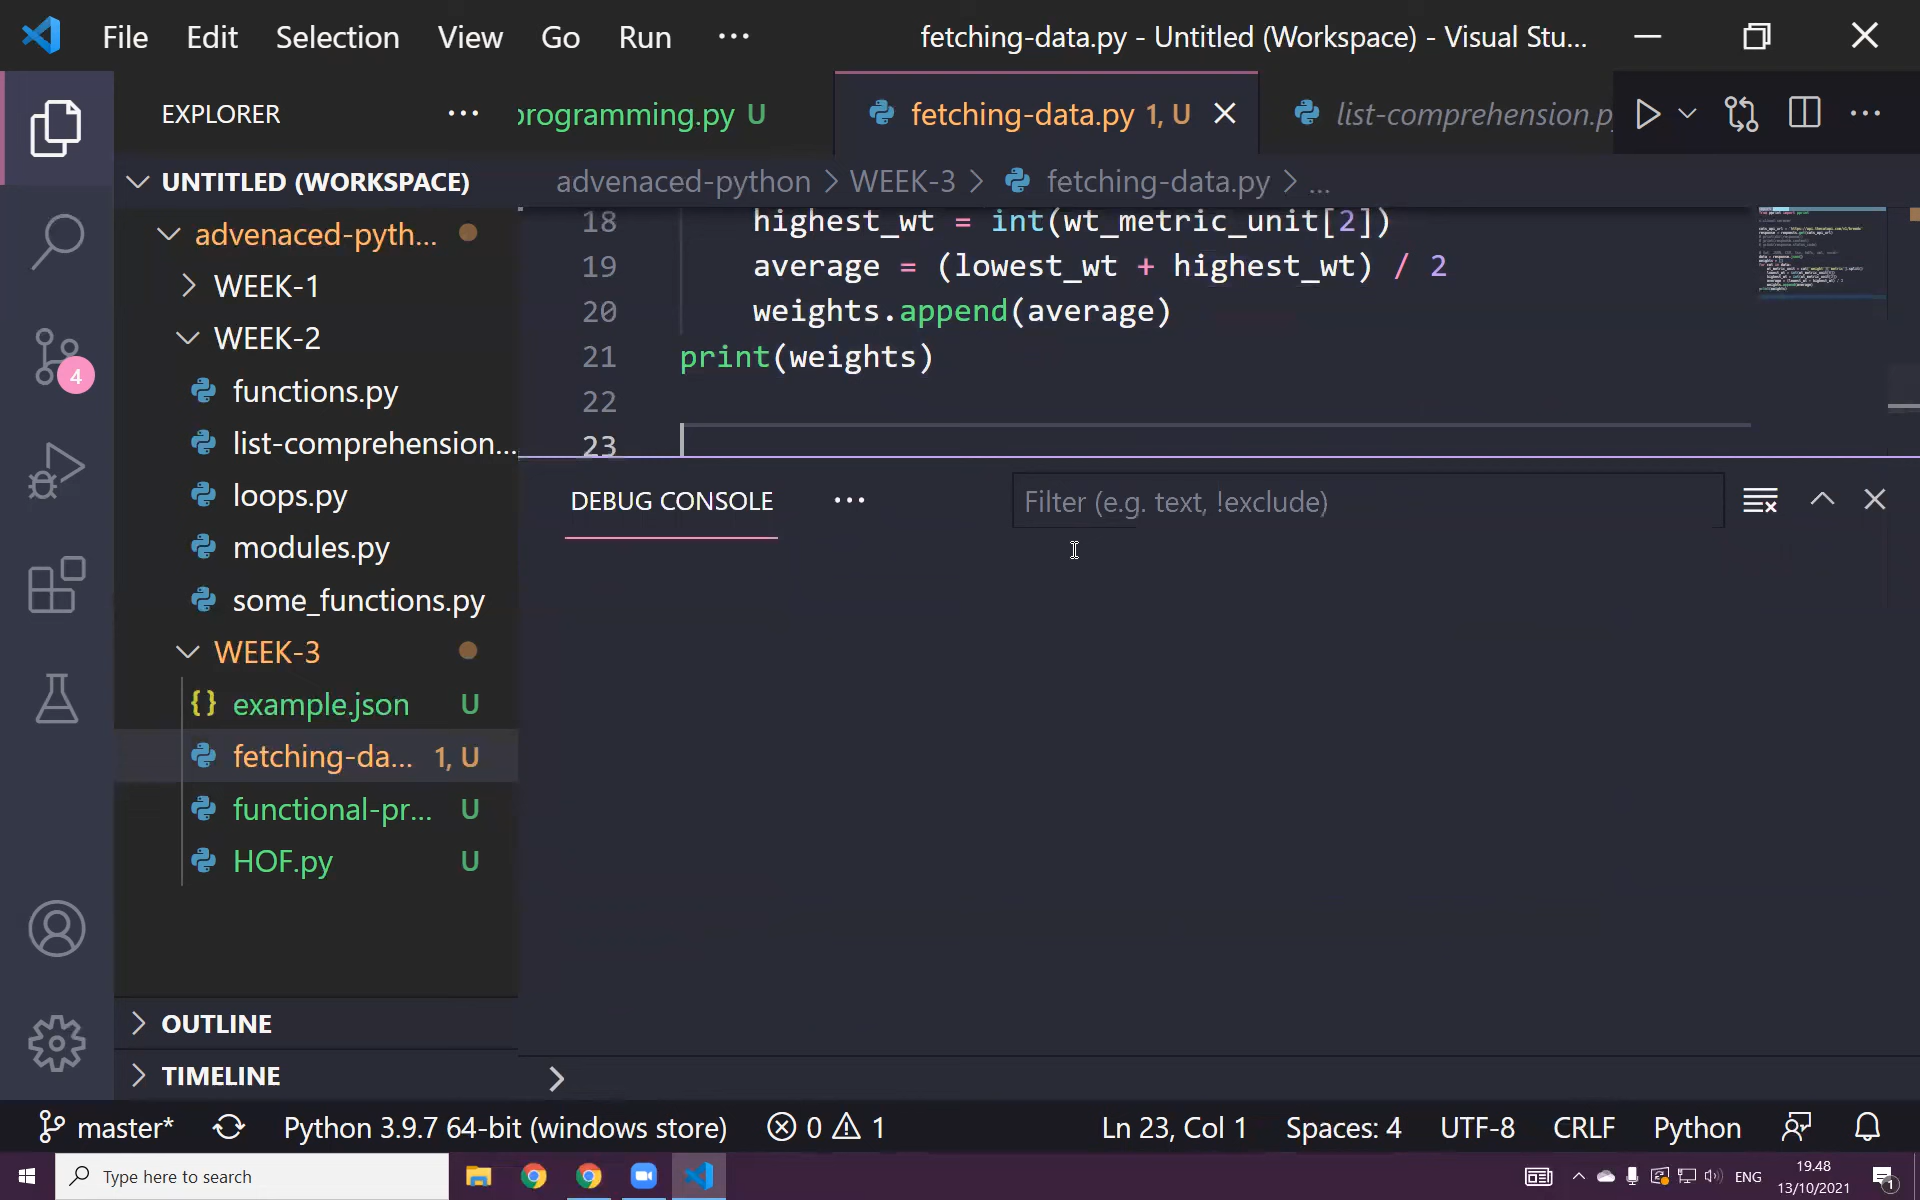 File Edit Selection View Go Run ··· fetching-data.py - Untitled (Workspace) - Visual Stu...
EXPLORER ··· programming.py U fetching-data.py 1, U list-comprehension.p
UNTITLED (WORKSPACE) advenaced-python > WEEK-3 > fetching-data.py > ...
advenaced-pyth...
WEEK-1
WEEK-2
functions.py
list-comprehension...
loops.py
modules.py
some_functions.py
WEEK-3
example.json U
fetching-da... 1, U
functional-pr... U
HOF.py U
OUTLINE
TIMELINE
4
18 highest_wt = int(wt_metric_unit[2])
19 average = (lowest_wt + highest_wt) / 2
20 weights.append(average)
21 print(weights)
22
23
DEBUG CONSOLE ··· Filter (e.g. text, !exclude)
master* Python 3.9.7 64-bit (windows store) 0 1 Ln 23, Col 1 Spaces: 4 UTF-8 CRLF Python
Type here to search ENG 19.48
13/10/2021 1